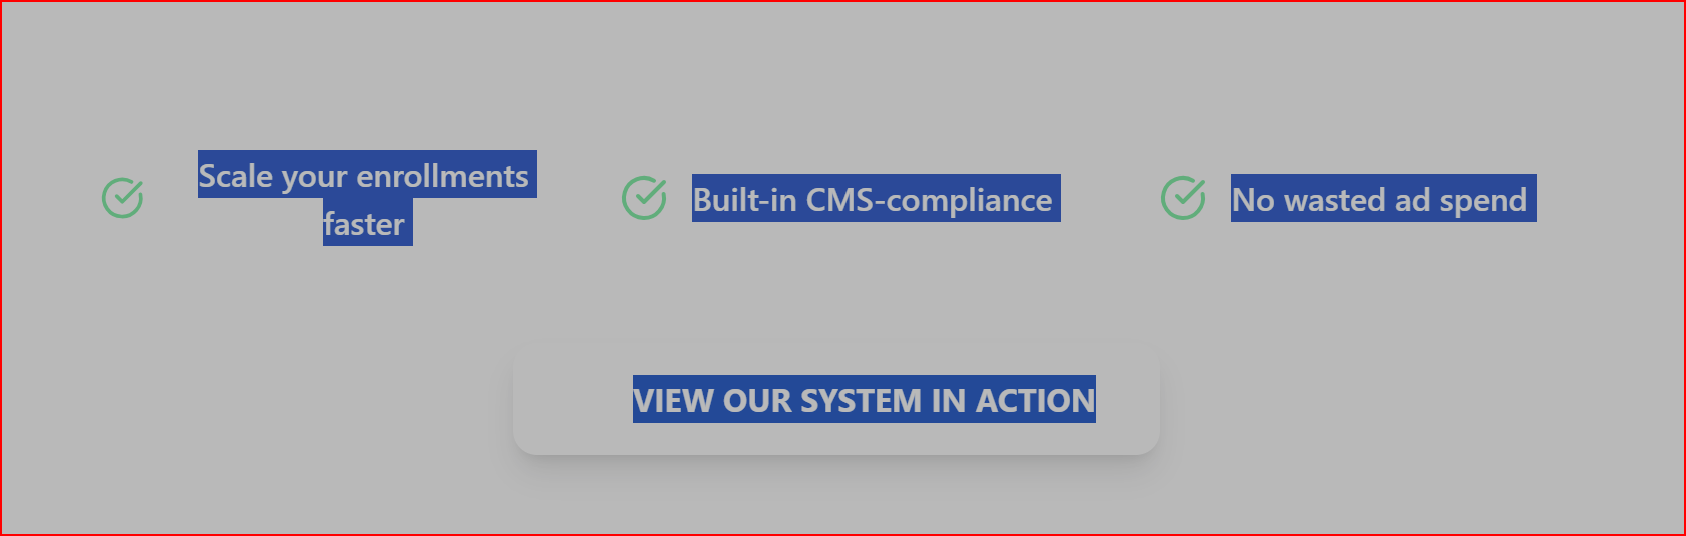 Scale your enrollments
faster
Built-in CMS-compliance
No wasted ad spend
VIEW OUR SYSTEM IN ACTION